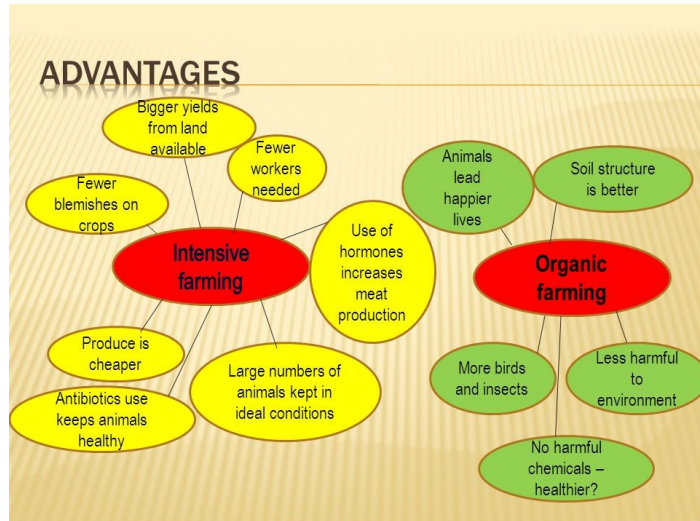 ADVANTAGES
Bigger yields
from land
available
Fewer
workers
needed
Fewer
blemishes on
crops
Intensive
farming
Use of
hormones
increases
meat
production
Produce is
cheaper
Antibiotics use
keeps animals
healthy
Large numbers of
animals kept in
ideal conditions
Animals
lead
happier
lives
Soil structure
is better
Organic
farming
More birds
and insects
Less harmful
to
environment
No harmful
chemicals –
healthier?